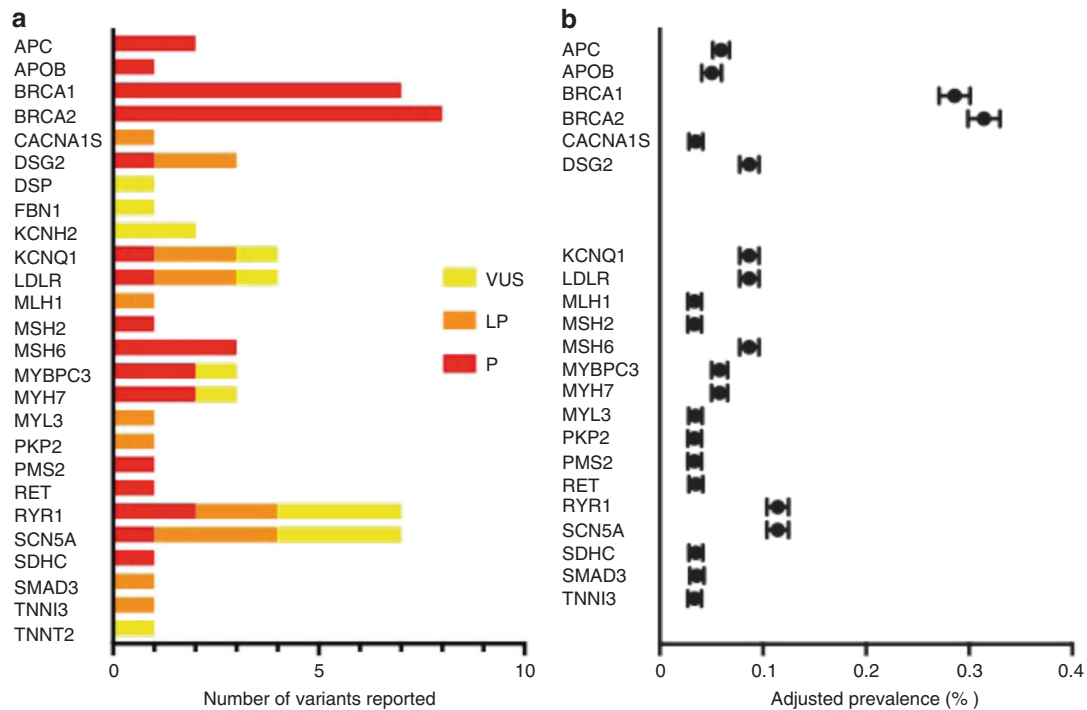 a
APC
APOB
BRCA1
BRCA2
CACNA1S
DSG2
DSP
FBN1
KCNH2
KCNQ1
LDLR
MLH1
MSH2
MSH6
MYBPC3
MYH7
MYL3
PKP2
PMS2
RET
RYR1
SCN5A
SDHC
SMAD3
TNNI3
TNNT2
VUS
LP
P
0
5
10
Number of variants reported
b
APC
APOB
BRCA1
BRCA2
CACNA1S
DSG2
KCNQ1
LDLR
MLH1
MSH2
MSH6
MYBPC3
MYH7
MYL3
PKP2
PMS2
RET
RYR1
SCN5A
SDHC
SMAD3
TNNI3
0
0.1
0.2
0.3
0.4
Adjusted prevalence (% )